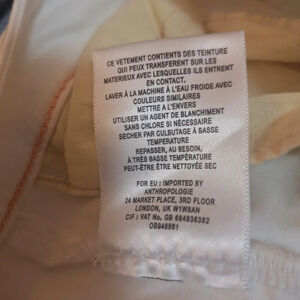 CE VETEMENT CONTIENTS DES TEINTURE
QUI PEUX TRANSFERENT SUR LES
MATERIEUX AVEC LESQUELLES ILS ENTRENT
EN CONTACT.
LAVER À LA MACHINE À L'EAU FROIDE AVEC
COULEURS SIMILAIRES
METTRE A L'ENVERS
UTILISER UN AGENT DE BLANCHIMENT
SANS CHLORE SI NÉCESSAIRE
SECHER PAR CULBUTAGE À BASSE
TEMPERATURE
REPASSER, AU BESOIN,
À TRÈS BASSE TEMPÉRATURE
PEUT-ÊTRE ÊTRE NETTOYÉE SEC
FOR EU : IMPORTED BY
ANTHROPOLOGIE
24 MARKET PLACE, 3RD FLOOR
LONDON, UK W1W8AN
CIF : VAT No. GB 684936382
OB948881